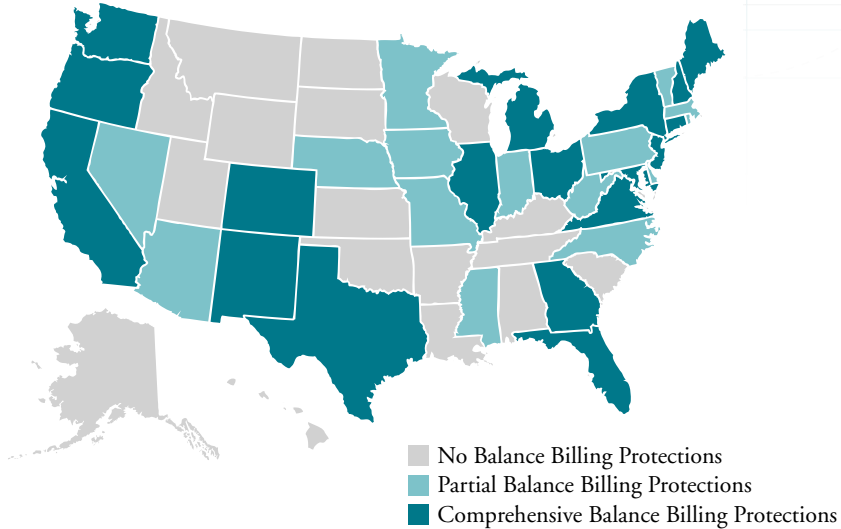 No Balance Billing Protections
Partial Balance Billing Protections
Comprehensive Balance Billing Protections